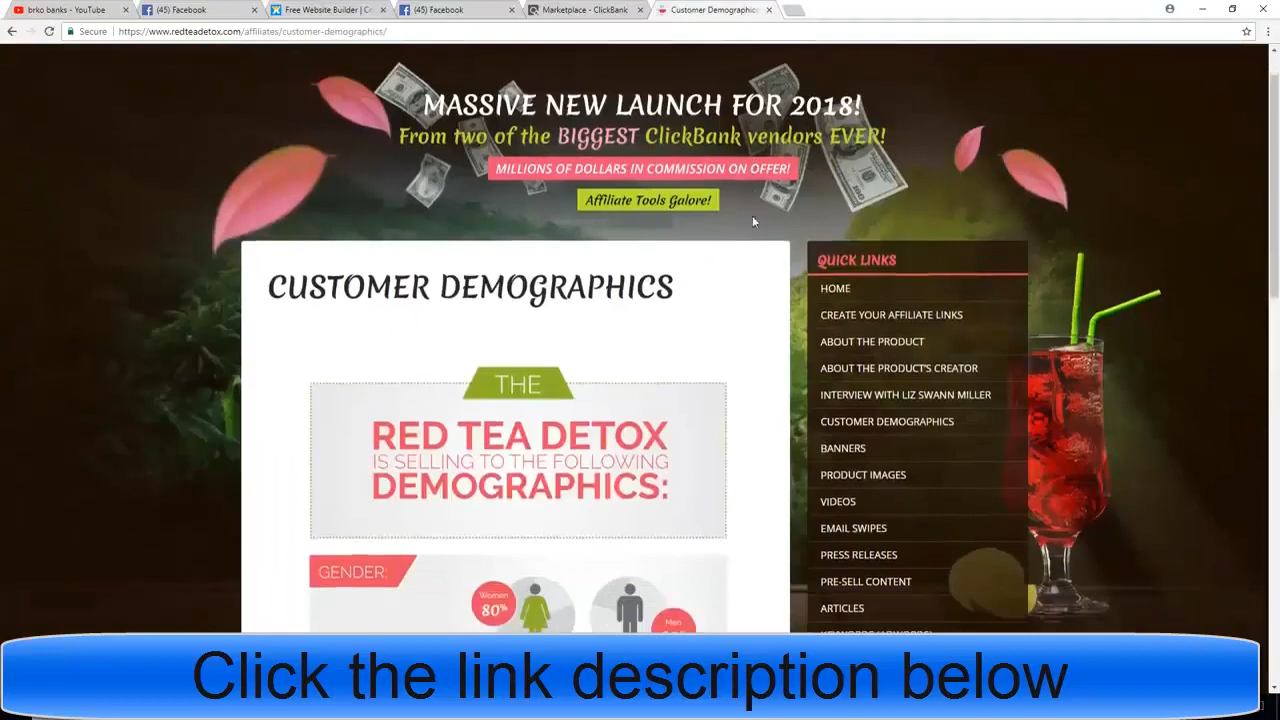 brko banks - YouTube
(45) Facebook
Free Website Builder |
(45) Facebook
Marketplace - ClickBank
Customer Demographics
Secure
https://www.redteadetox.com/affiliates/customer-demographics/
MASSIVE NEW LAUNCH FOR 2018!
From two of the BIGGEST ClickBank vendors EVER!
MILLIONS OF DOLLARS IN COMMISSION ON OFFER!
Affiliate Tools Galore!
CUSTOMER DEMOGRAPHICS
THE
RED TEA DETOX
IS SELLING TO THE FOLLOWING
DEMOGRAPHICS:
GENDER:
Women
80%
Men
QUICK LINKS
HOME
CREATE YOUR AFFILIATE LINKS
ABOUT THE PRODUCT
ABOUT THE PRODUCT'S CREATOR
INTERVIEW WITH LIZ SWANN MILLER
CUSTOMER DEMOGRAPHICS
BANNERS
PRODUCT IMAGES
VIDEOS
EMAIL SWIPES
PRESS RELEASES
PRE-SELL CONTENT
ARTICLES
Click the link description below